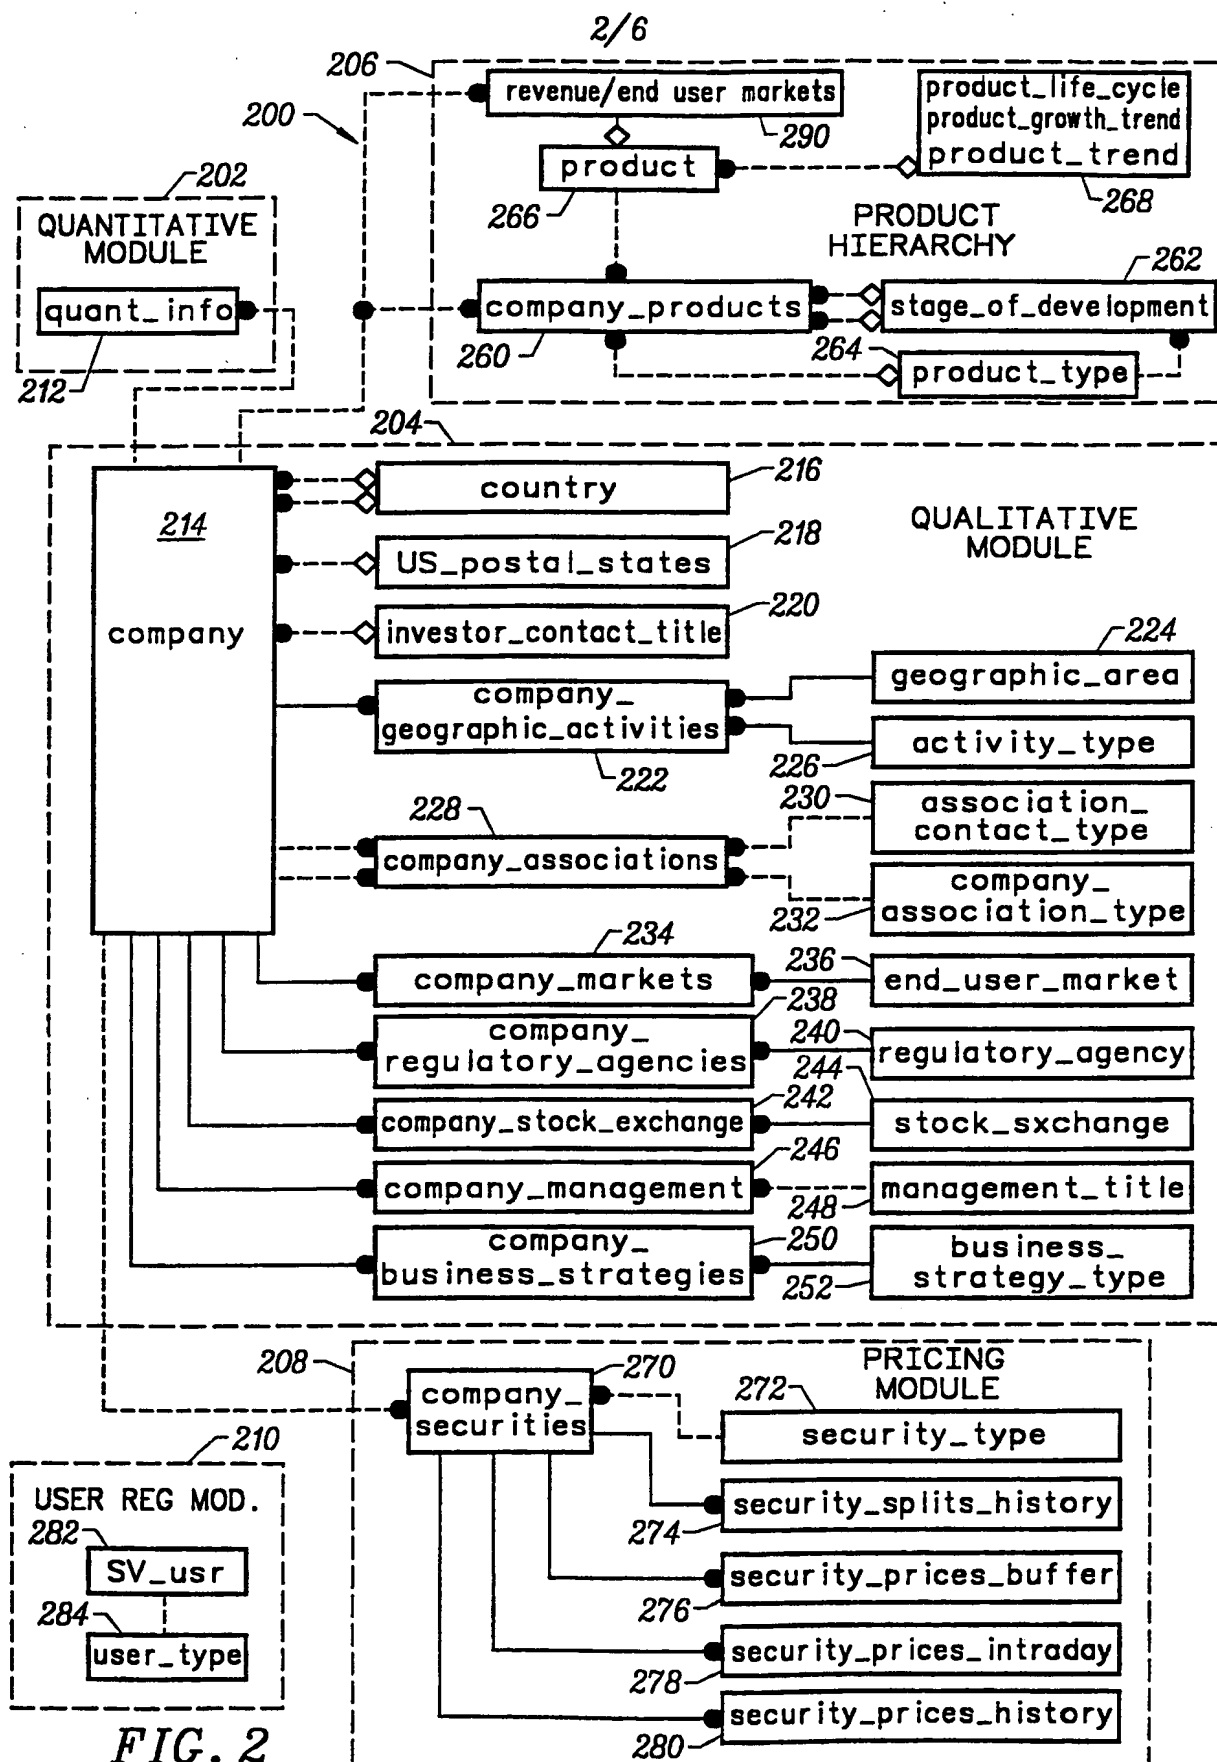 2/6
206
revenue/end user markets
290
product_life_cycle
product_growth_trend
product_trend
268
200
product
266
202
QUANTITATIVE
MODULE
quant_info
212
PRODUCT
HIERARCHY
262
company_products
260
stage_of_development
264
product_type
204
214
company
country
216
QUALITATIVE
MODULE
US_postal_states
218
investor_contact_title
220
company_
geographic_activities
222
224
geographic_area
activity_type
226
228
company_associations
230
association_
contact_type
company_
association_type
232
234
company_markets
236
end_user_market
238
company_
regulatory_agencies
240
regulatory_agency
242
company_stock_exchange
244
stock_sxchange
246
company_management
management_title
248
company_
business_strategies
250
business_
strategy_type
252
208
PRICING
MODULE
270
company_
securities
272
security_type
security_splits_history
274
security_prices_buffer
276
security_prices_intraday
278
security_prices_history
280
210
USER REG MOD.
282
SV_usr
284
user_type
FIG. 2